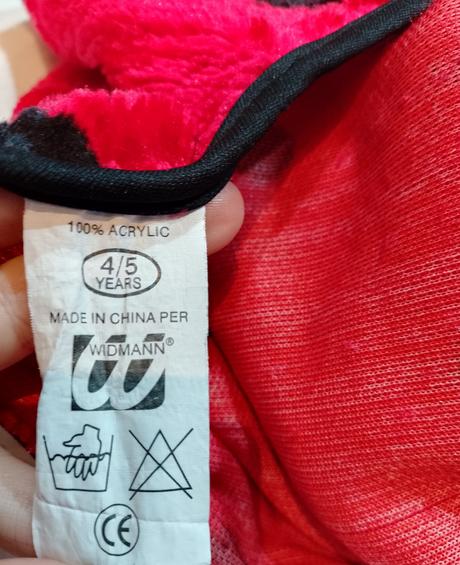 100% ACRYLIC
4/5
YEARS
MADE IN CHINA PER
WIDMANN®
CE